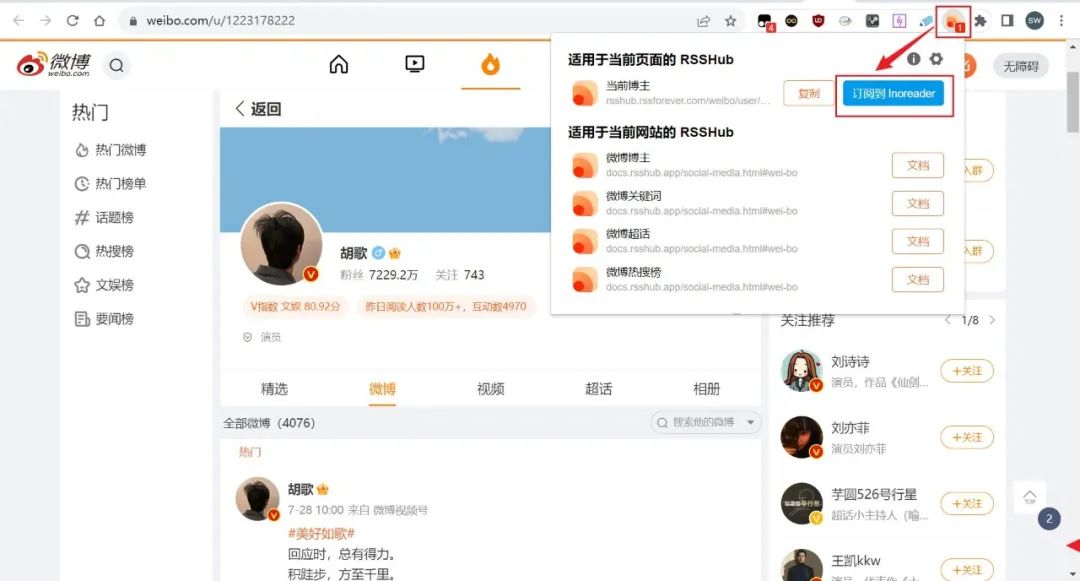 weibo.com/u/1223178222
4
UD
1
SW
微博
weibo.com
无障碍
适用于当前页面的 RSSHub
当前博主
rsshub.rssforever.com/weibo/user/...
复制
订阅到 Inoreader
适用于当前网站的 RSSHub
微博博主
docs.rsshub.app/social-media.html#wei-bo
文档
微博关键词
docs.rsshub.app/social-media.html#wei-bo
文档
微博超话
docs.rsshub.app/social-media.html#wei-bo
文档
微博热搜榜
docs.rsshub.app/social-media.html#wei-bo
文档
入群
入群
热门
热门微博
热门榜单
话题榜
热搜榜
文娱榜
要闻榜
返回
胡歌
粉丝 7229.2万 关注 743
V指数 文娱 80.92分 昨日阅读人数100万+，互动数4970
演员
精选 微博 视频 超话 相册
全部微博（4076）
搜索他的微博
热门
胡歌
7-28 10:00 来自 微博视频号
#美好如歌#
回应时，总有得力。
积跬步，方至千里。
关注推荐
1/8
刘诗诗
演员，作品《仙剑...
+关注
刘亦菲
演员刘亦菲
+关注
芋圆526号行星
超话小主持人（喻...
+关注
王凯kkw
+关注
TOP
2